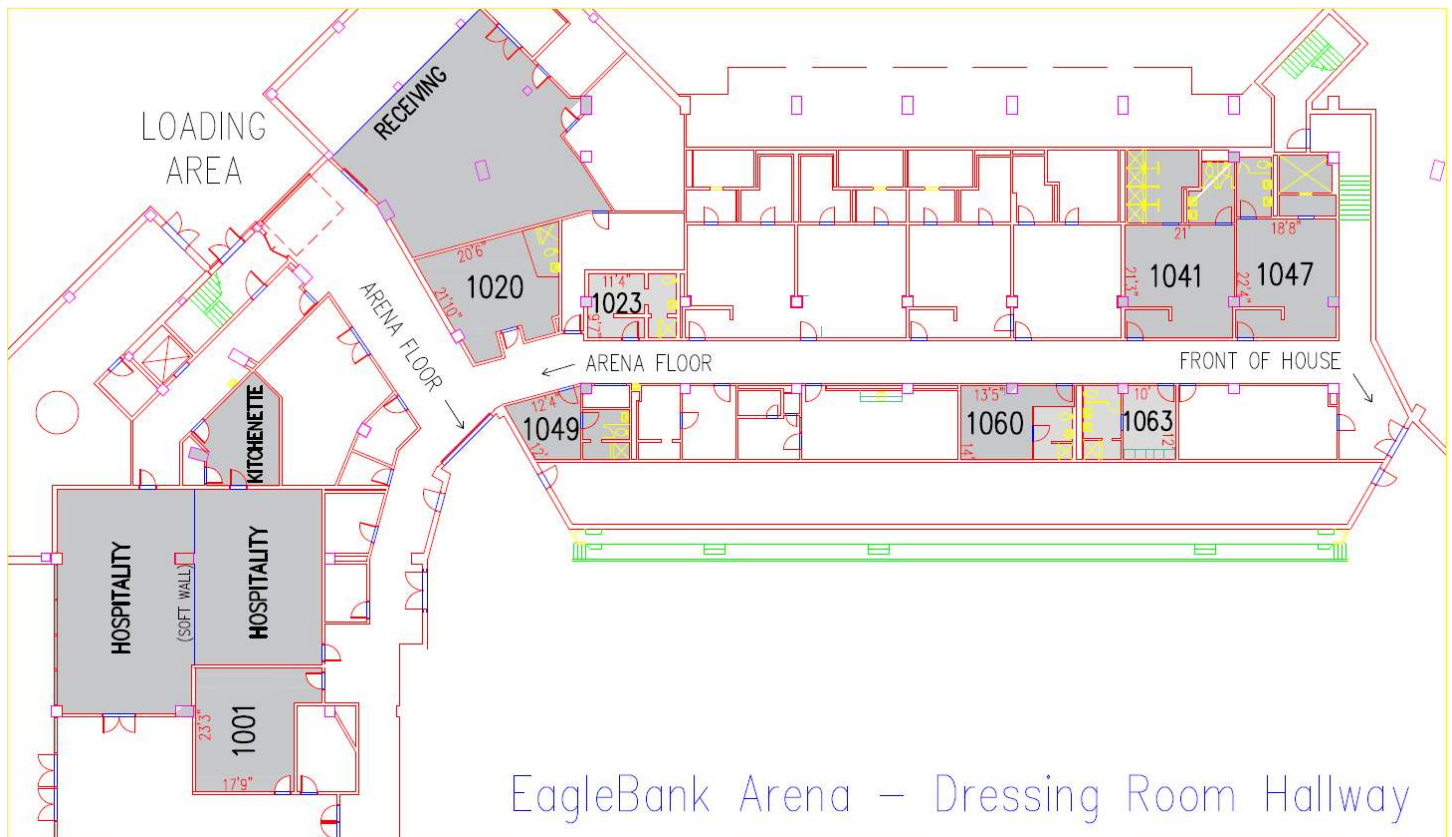 RECEIVING
LOADING
AREA
20'6"
1020
21'10"
11'4"
1023
9'7"
21'
1041
21'3"
18'8"
1047
22'4"
ARENA FLOOR
ARENA FLOOR
FRONT OF HOUSE
KITCHENETTE
12'4"
1049
12'
13'5"
1060
14'
10'
1063
12'
HOSPITALITY
(SOFT WALL)
HOSPITALITY
1001
23'3"
17'9"
EagleBank Arena – Dressing Room Hallway